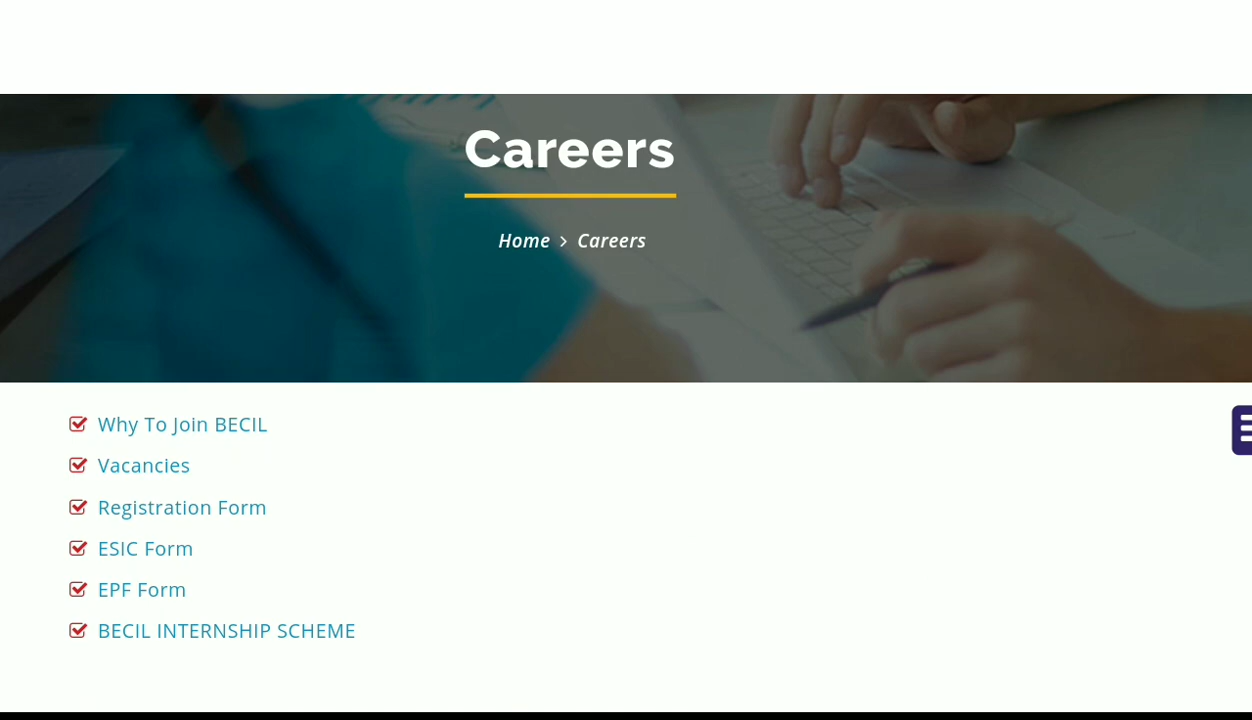 Careers
Home > Careers
Why To Join BECIL
Vacancies
Registration Form
ESIC Form
EPF Form
BECIL INTERNSHIP SCHEME